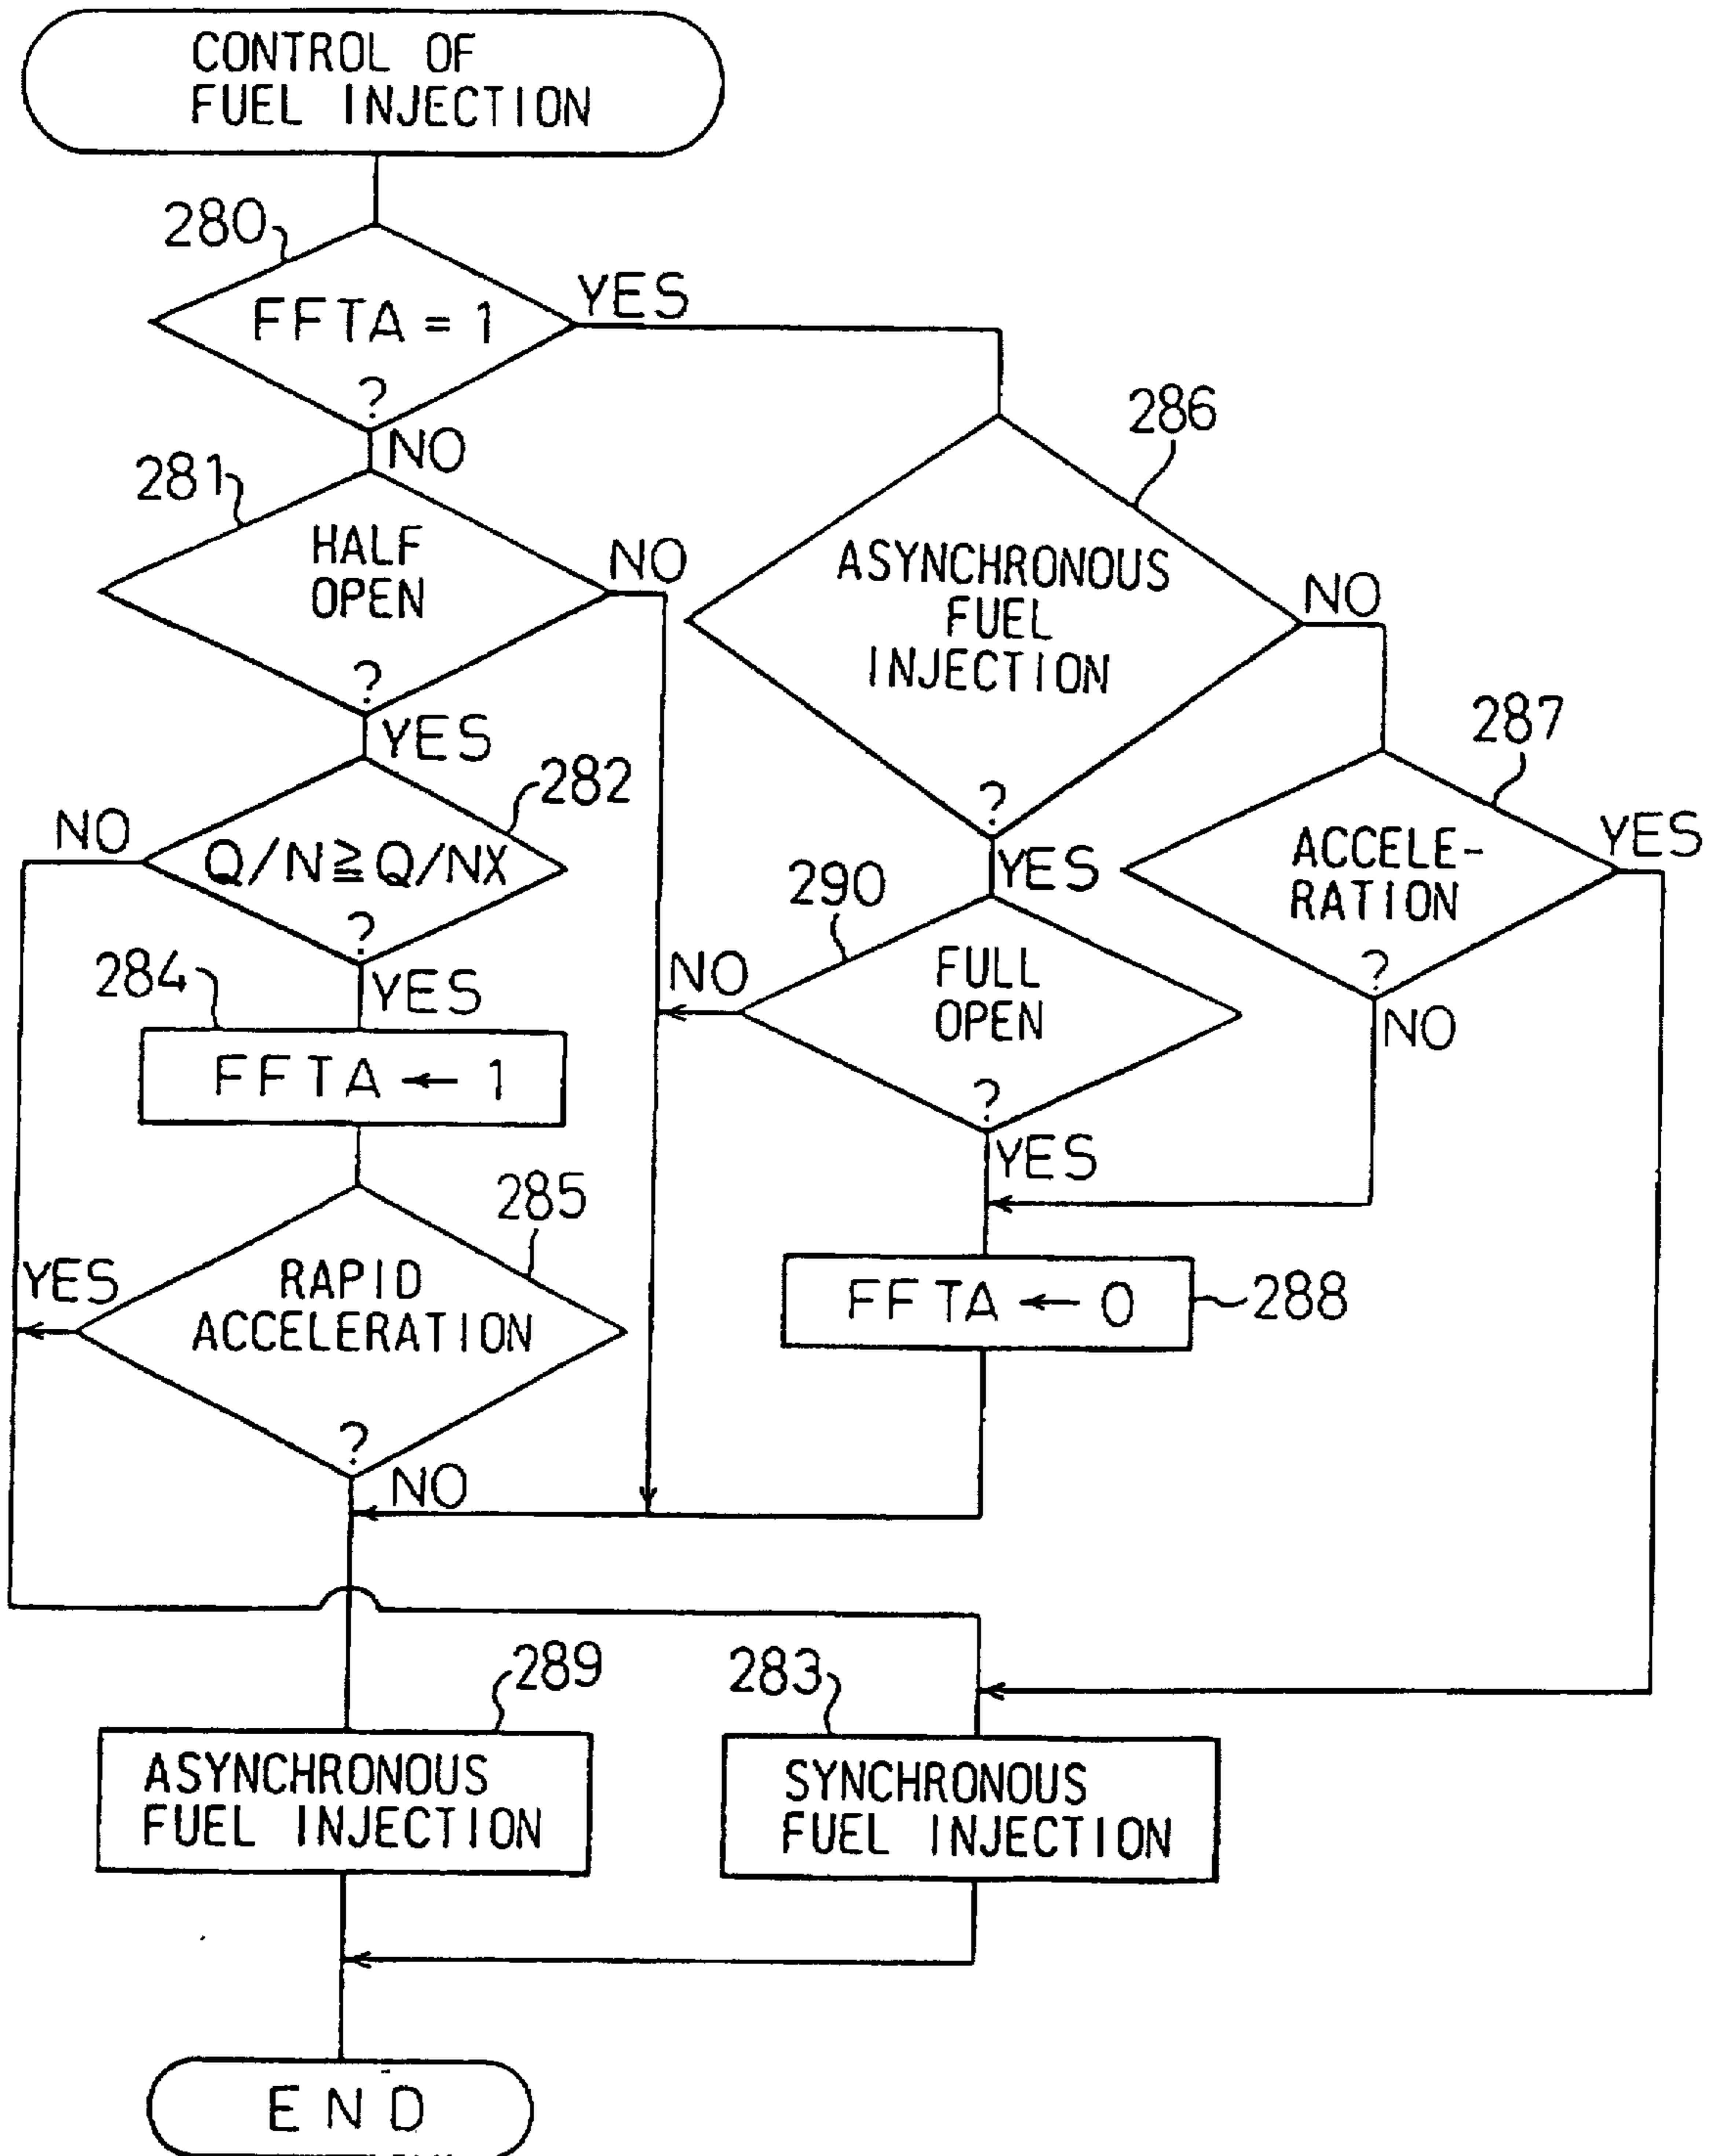 CONTROL OF
FUEL INJECTION
280
FFTA = 1
?
YES
NO
281
HALF
OPEN
?
NO
YES
282
Q/N≧Q/NX
?
NO
YES
284
FFTA ← 1
285
RAPID
ACCELERATION
?
YES
NO
286
ASYNCHRONOUS
FUEL
INJECTION
?
NO
YES
287
ACCELE-
RATION
?
YES
NO
290
FULL
OPEN
?
NO
YES
FFTA ← 0
288
289
ASYNCHRONOUS
FUEL INJECTION
283
SYNCHRONOUS
FUEL INJECTION
END